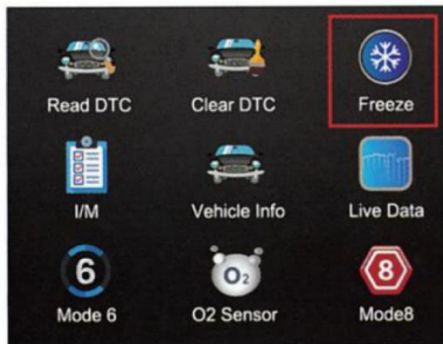 Read DTC
Clear DTC
Freeze
I/M
Vehicle Info
Live Data
6
O2
8
Mode 6
O2 Sensor
Mode8